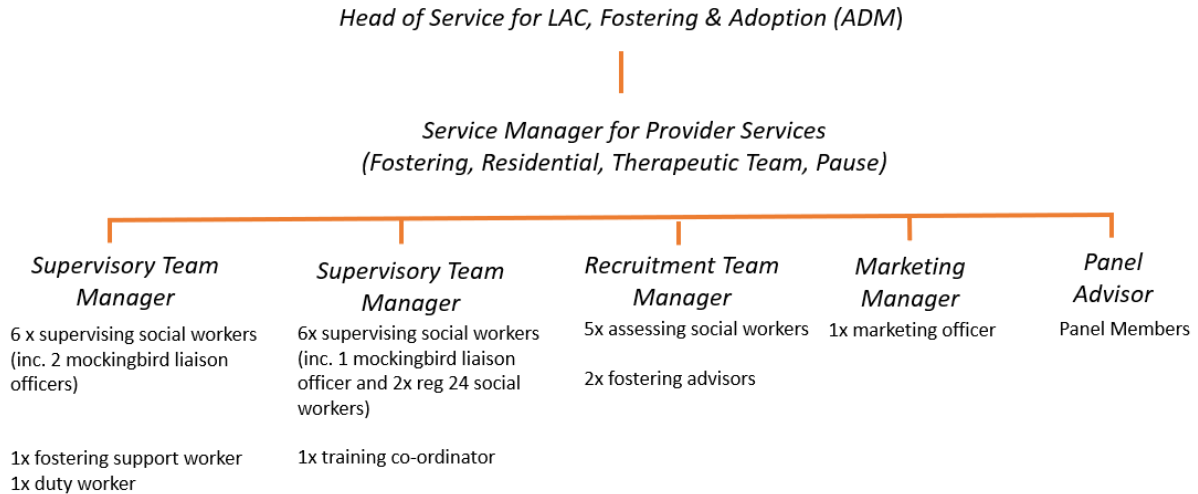 Head of Service for LAC, Fostering & Adoption (ADM)
Service Manager for Provider Services
(Fostering, Residential, Therapeutic Team, Pause)
Supervisory Team
Manager
6 x supervising social workers
(inc. 2 mockingbird liaison
officers)
1x fostering support worker
1x duty worker
Supervisory Team
Manager
6x supervising social workers
(inc. 1 mockingbird liaison
officer and 2x reg 24 social
workers)
1x training co-ordinator
Recruitment Team
Manager
5x assessing social workers
2x fostering advisors
Marketing
Manager
1x marketing officer
Panel
Advisor
Panel Members